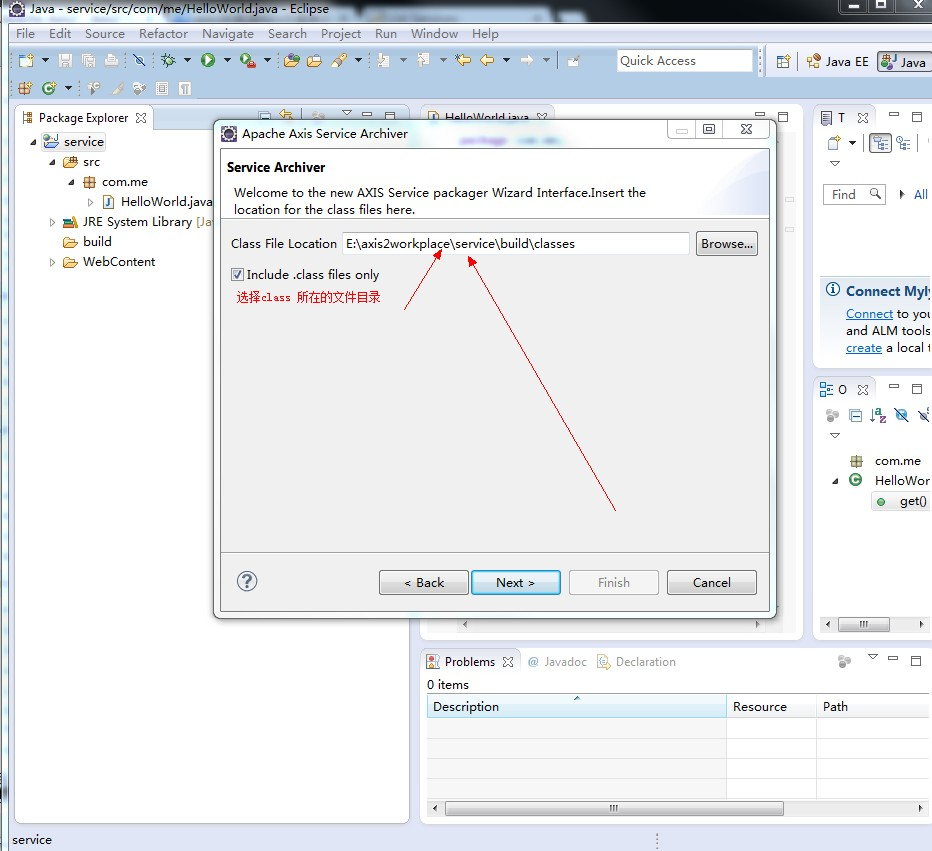 Java - service/src/com/me/HelloWorld.java - Eclipse
File Edit Source Refactor Navigate Search Project Run Window Help
Quick Access
Java EE
Java
Package Explorer
service
src
com.me
HelloWorld.java
JRE System Library [Ja
build
WebContent
HelloWorld.java
Apache Axis Service Archiver
Service Archiver
Welcome to the new AXIS Service packager Wizard Interface.Insert the
location for the class files here.
Class File Location E:\axis2workplace\service\build\classes Browse...
Include .class files only
选择class 所在的文件目录
< Back Next > Finish Cancel
T
Find
All
Connect Myly
Connect to you
and ALM tools
create a local t
O
com.me
HelloWor
get()
Problems @ Javadoc Declaration
0 items
Description Resource Path
service